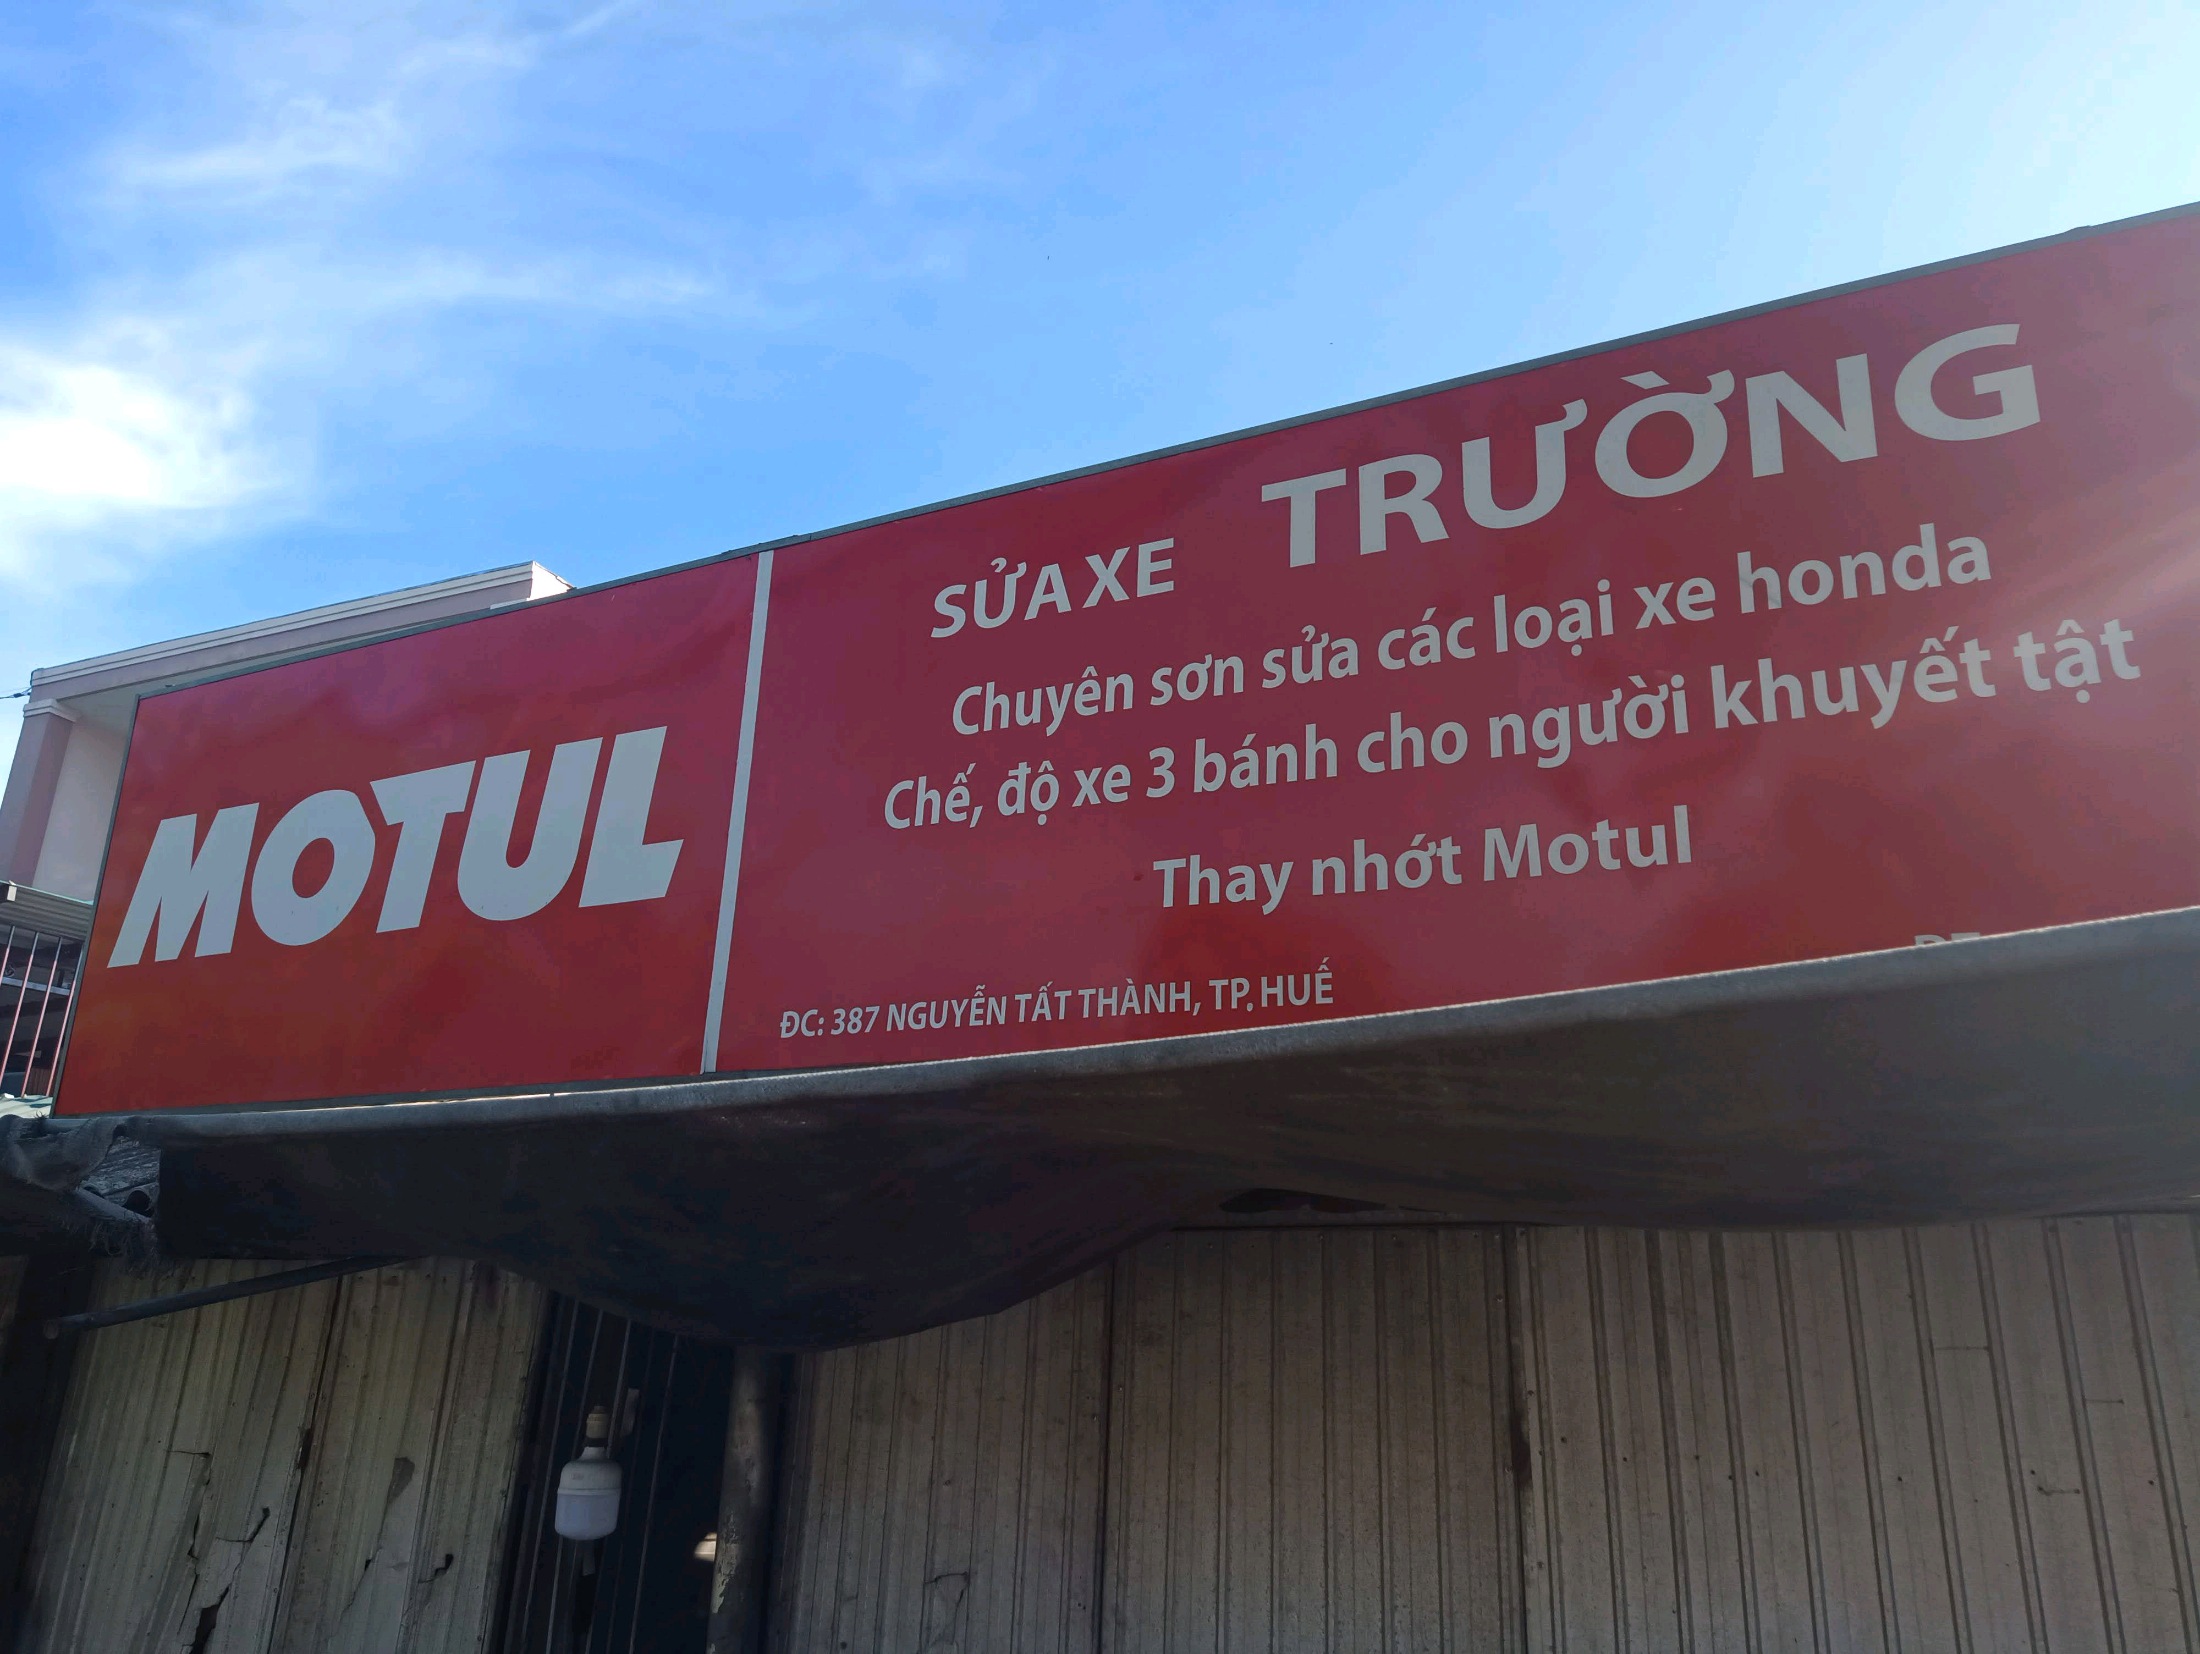 MOTUL
SỬA XE TRƯỜNG
Chuyên sơn sửa các loại xe honda
Chế, độ xe 3 bánh cho người khuyết tật
Thay nhớt Motul
ĐC: 387 NGUYỄN TẤT THÀNH, TP. HUẾ